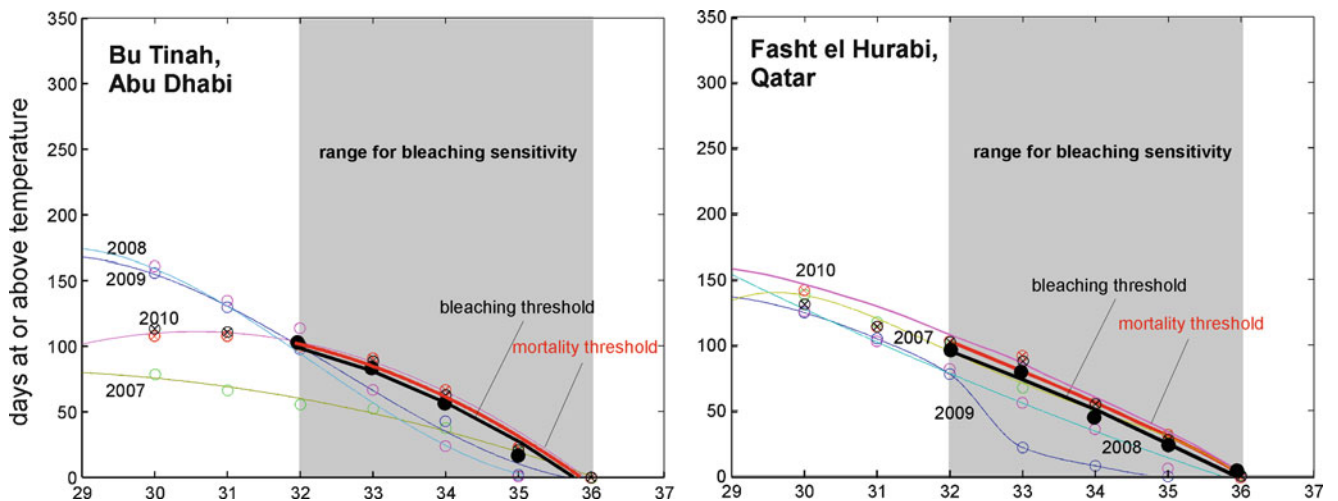 350
300
250
200
150
100
50
0
days at or above temperature
Bu Tinah,
Abu Dhabi
range for bleaching sensitivity
2008
2009
2010
2007
bleaching threshold
mortality threshold
29 30 31 32 33 34 35 36 37
350
300
250
200
150
100
50
0
Fasht el Hurabi,
Qatar
range for bleaching sensitivity
2010
2007
2009
2008
bleaching threshold
mortality threshold
29 30 31 32 33 34 35 36 37